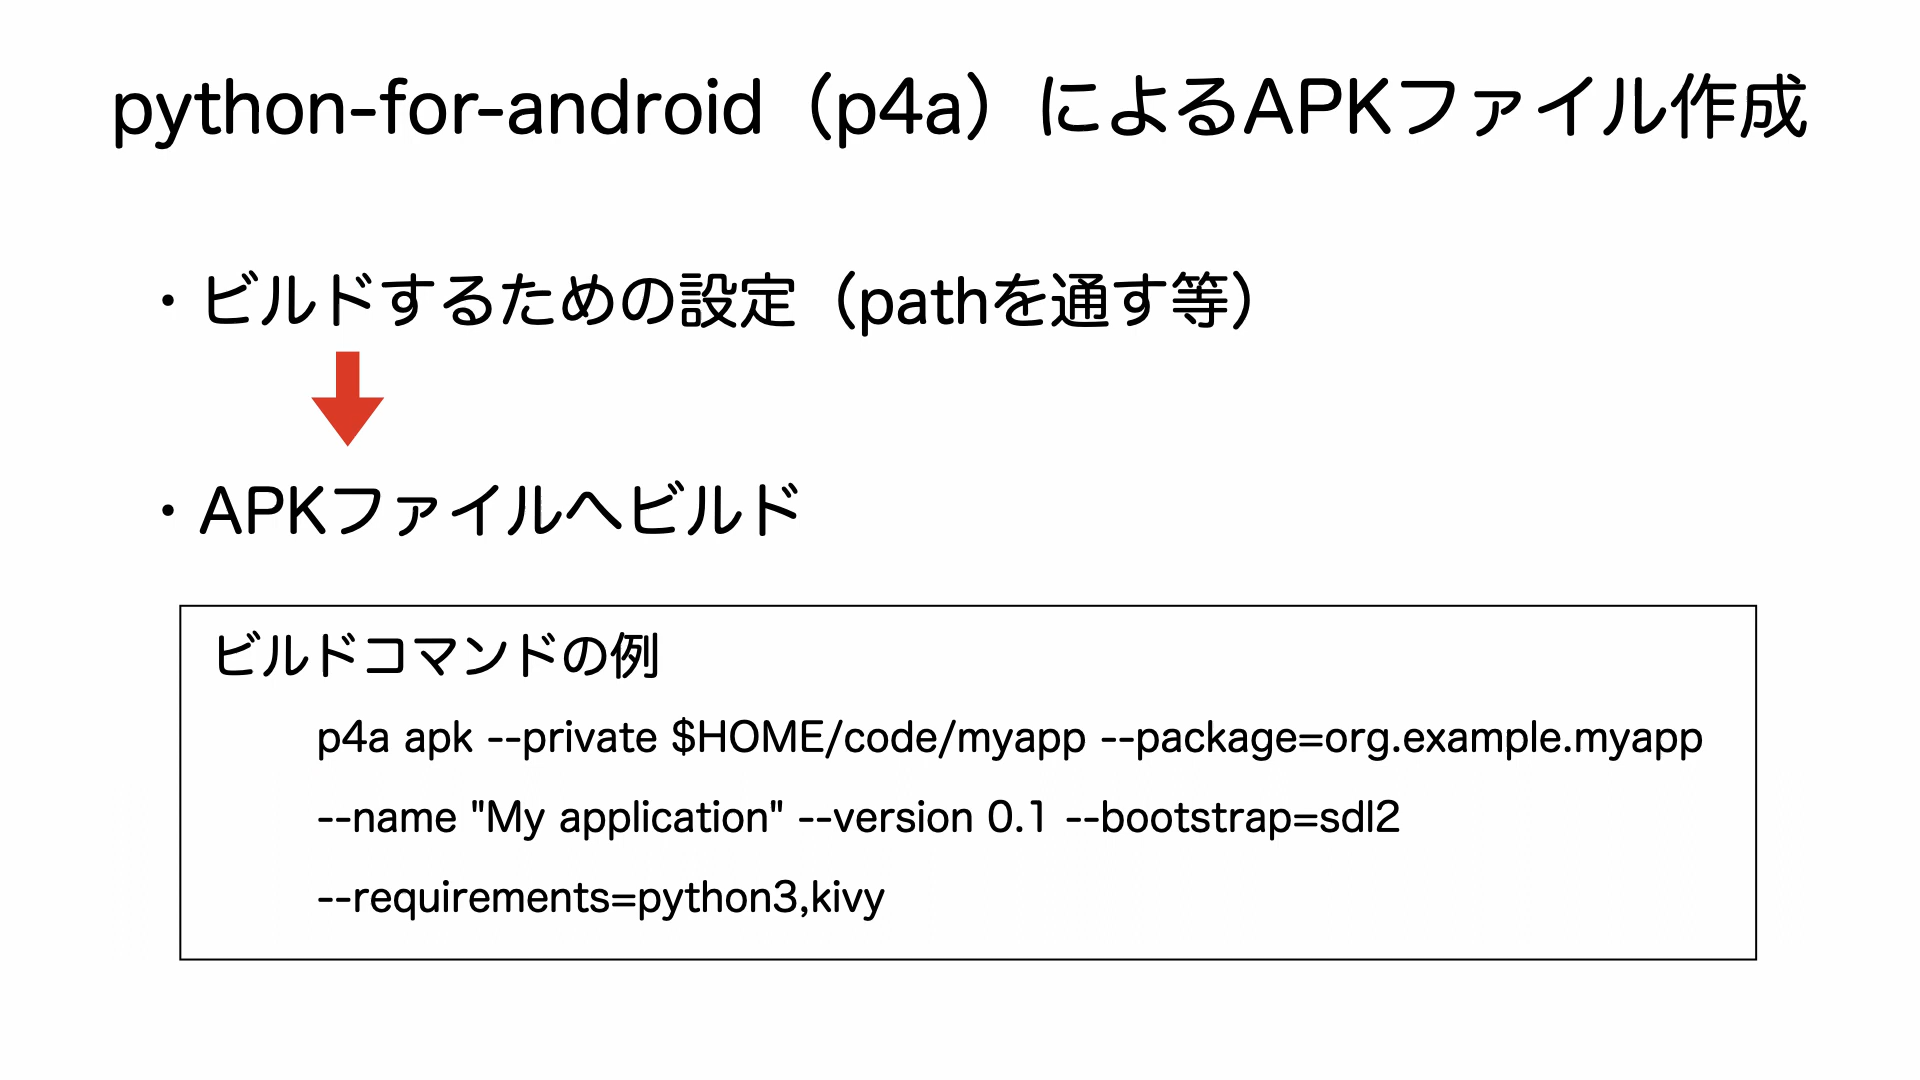 python-for-android（p4a）によるAPKファイル作成
・ビルドするための設定（pathを通す等）
・APKファイルへビルド
ビルドコマンドの例
p4a apk --private $HOME/code/myapp --package=org.example.myapp
--name "My application" --version 0.1 --bootstrap=sdl2
--requirements=python3,kivy